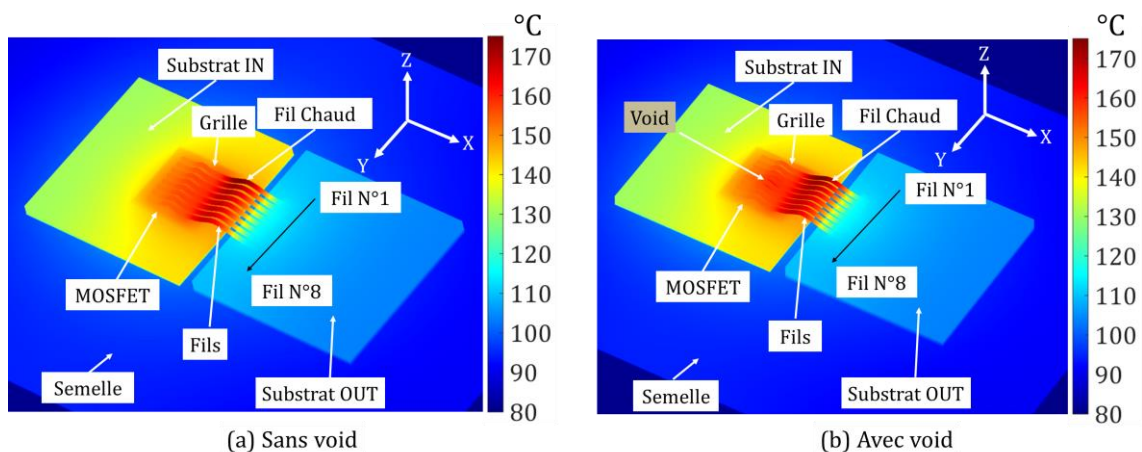 °C
170
160
150
140
130
120
110
100
90
80
Substrat IN
Z
Grille
Fil Chaud
X
Y
Fil N°1
MOSFET
Fil N°8
Fils
Semelle
Substrat OUT
(a) Sans void
°C
170
160
150
140
130
120
110
100
90
80
Substrat IN
Z
Void
Grille
Fil Chaud
X
Y
Fil N°1
MOSFET
Fil N°8
Fils
Semelle
Substrat OUT
(b) Avec void